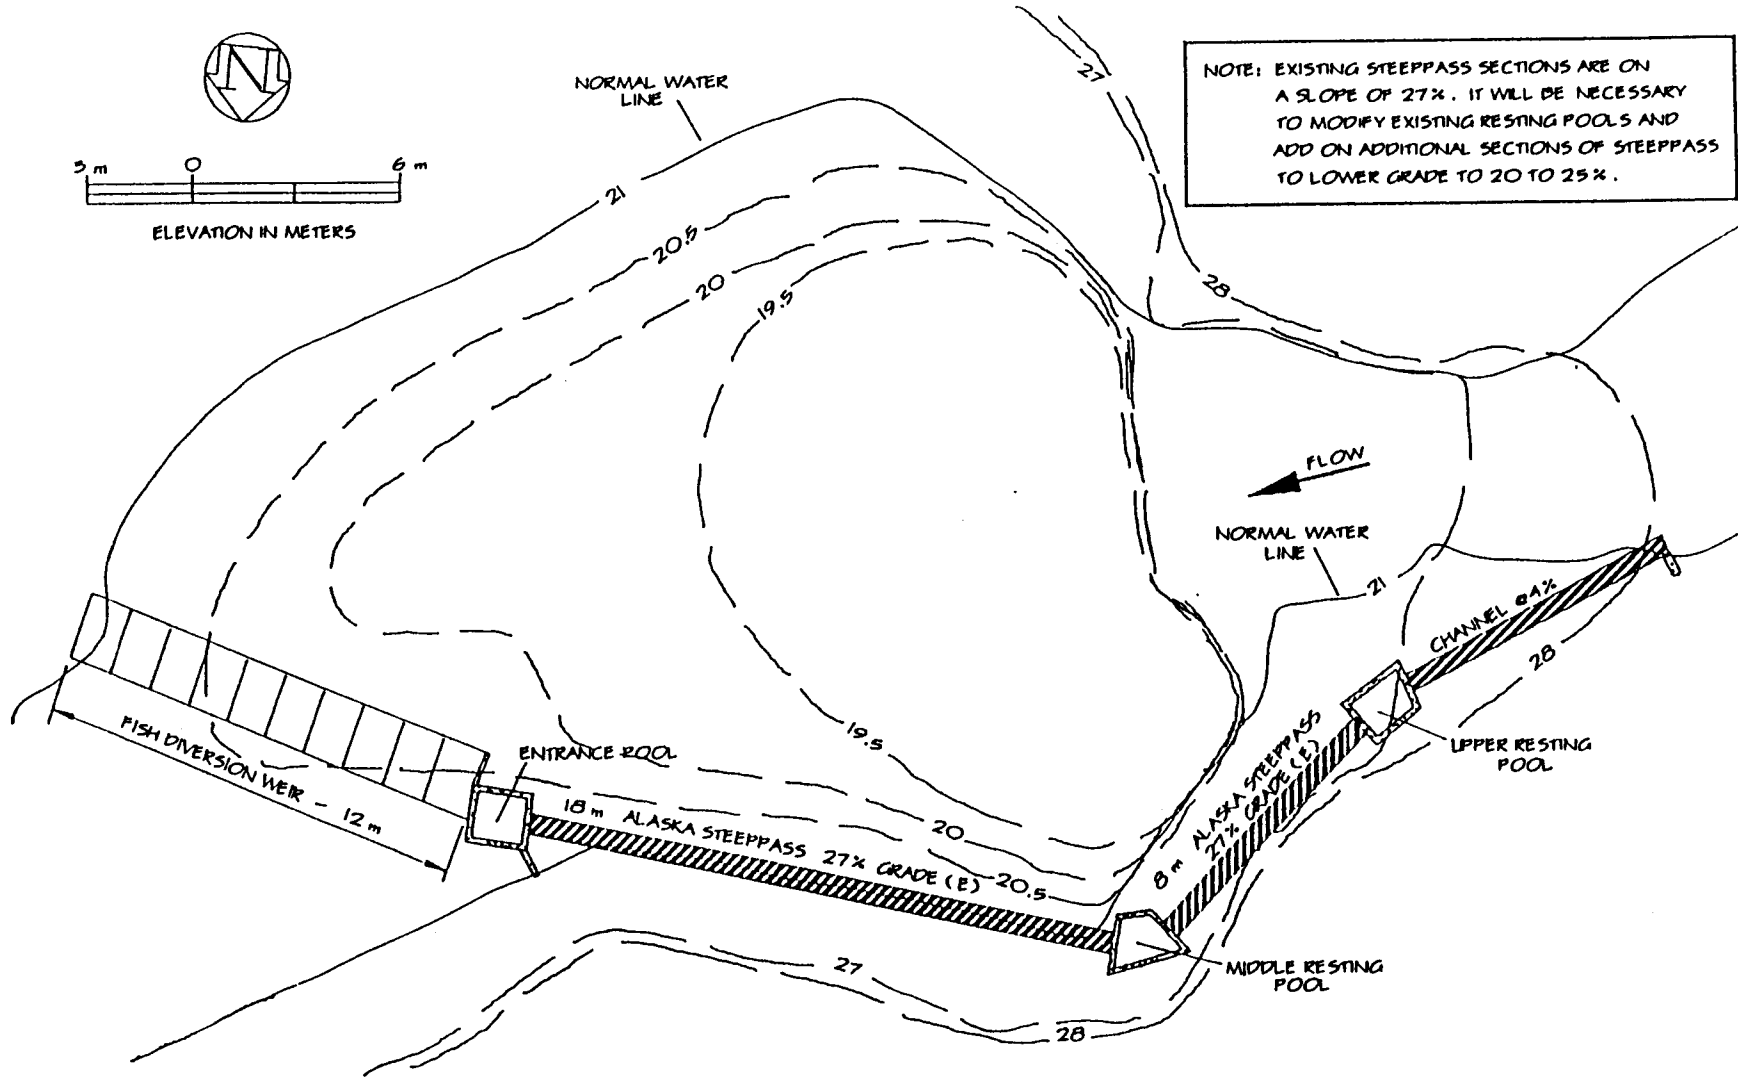 N
3 m 0 6 m
ELEVATION IN METERS
NORMAL WATER
LINE
NOTE: EXISTING STEEPPASS SECTIONS ARE ON
A SLOPE OF 27%. IT WILL BE NECESSARY
TO MODIFY EXISTING RESTING POOLS AND
ADD ON ADDITIONAL SECTIONS OF STEEPPASS
TO LOWER GRADE TO 20 TO 25%.
27
21
20.5
20
19.5
28
FLOW
NORMAL WATER
LINE
21
CHANNEL @ 4%
28
UPPER RESTING
POOL
8 m ALASKA STEEPPASS
27% GRADE (E)
19.5
ENTRANCE POOL
FISH DIVERSION WEIR - 12 m
18 m ALASKA STEEPPASS 27% GRADE (E)
20
20.5
MIDDLE RESTING
POOL
27
28